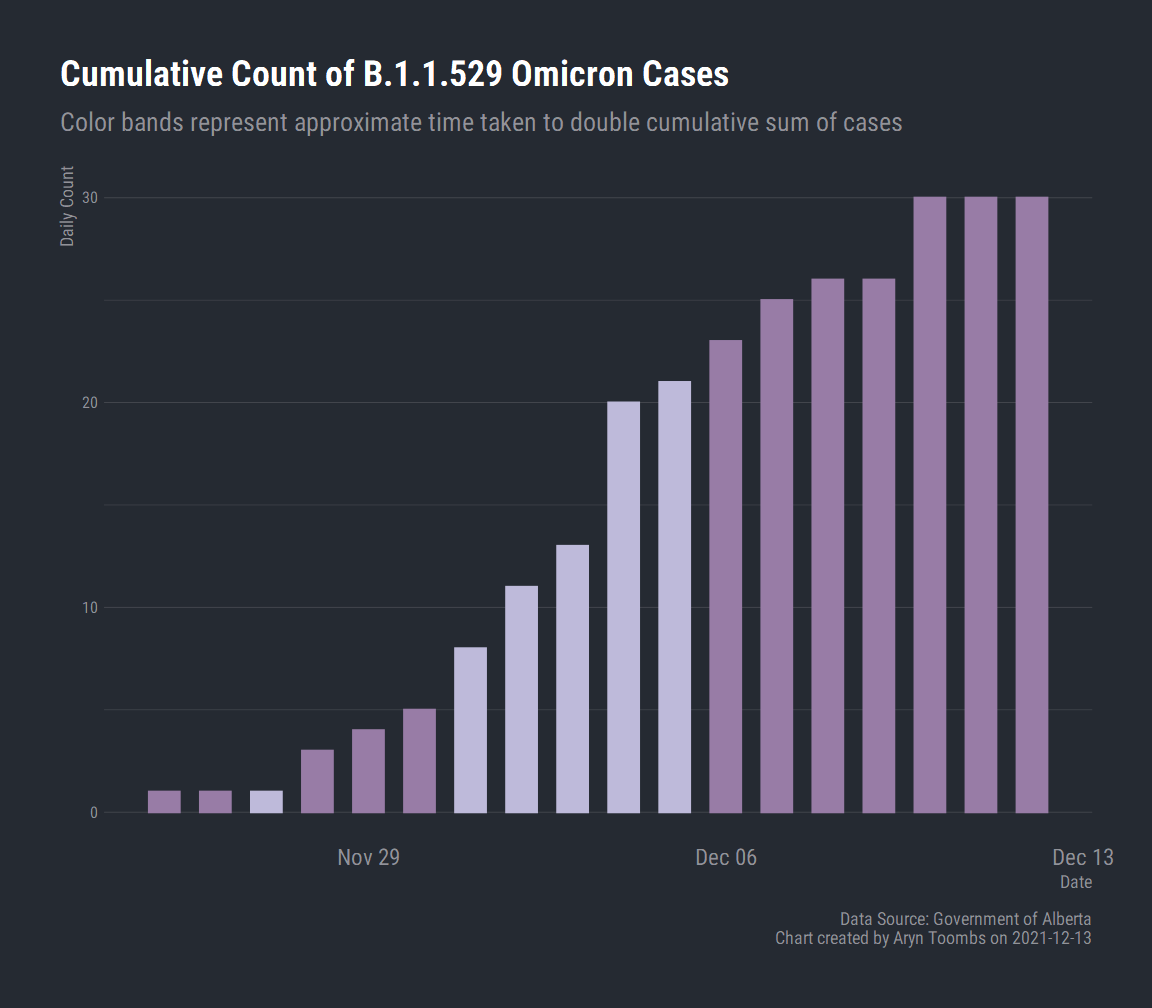 Cumulative Count of B.1.1.529 Omicron Cases
Color bands represent approximate time taken to double cumulative sum of cases
Daily Count
30
20
10
0
Nov 29 Dec 06 Dec 13
Date
Data Source: Government of Alberta
Chart created by Aryn Toombs on 2021-12-13